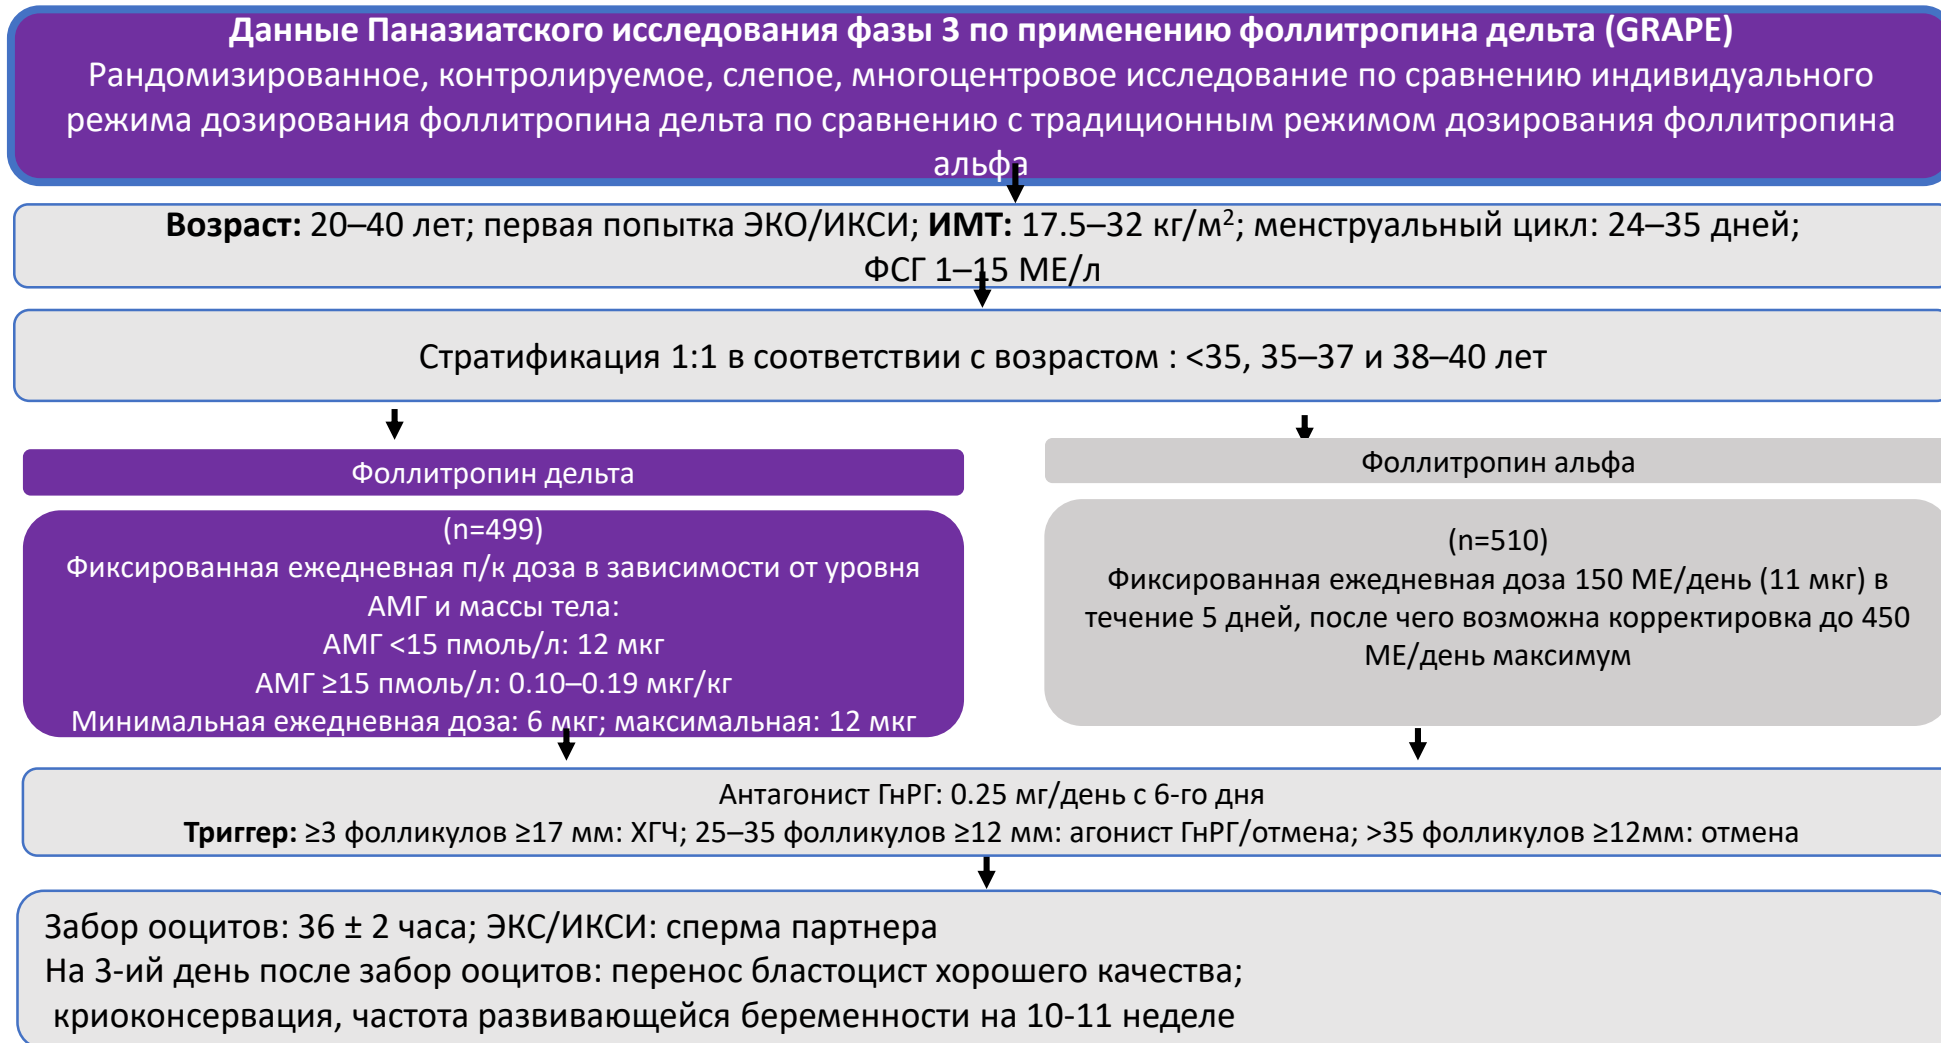 Данные Паназиатского исследования фазы 3 по применению фоллитропина дельта (GRAPE)
Рандомизированное, контролируемое, слепое, многоцентровое исследование по сравнению индивидуального
режима дозирования фоллитропина дельта по сравнению с традиционным режимом дозирования фоллитропина
альфа
Возраст: 20–40 лет; первая попытка ЭКО/ИКСИ; ИМТ: 17.5–32 кг/м²; менструальный цикл: 24–35 дней;
ФСГ 1–15 МЕ/л
Стратификация 1:1 в соответствии с возрастом : <35, 35–37 и 38–40 лет
Фоллитропин дельта
(n=499)
Фиксированная ежедневная п/к доза в зависимости от уровня
АМГ и массы тела:
АМГ <15 пмоль/л: 12 мкг
АМГ ≥15 пмоль/л: 0.10–0.19 мкг/кг
Минимальная ежедневная доза: 6 мкг; максимальная: 12 мкг
Фоллитропин альфа
(n=510)
Фиксированная ежедневная доза 150 МЕ/день (11 мкг) в
течение 5 дней, после чего возможна корректировка до 450
МЕ/день максимум
Антагонист ГнРГ: 0.25 мг/день с 6-го дня
Триггер: ≥3 фолликулов ≥17 мм: ХГЧ; 25–35 фолликулов ≥12 мм: агонист ГнРГ/отмена; >35 фолликулов ≥12мм: отмена
Забор ооцитов: 36 ± 2 часа; ЭКС/ИКСИ: сперма партнера
На 3-ий день после забор ооцитов: перенос бластоцист хорошего качества;
криоконсервация, частота развивающейся беременности на 10-11 неделе